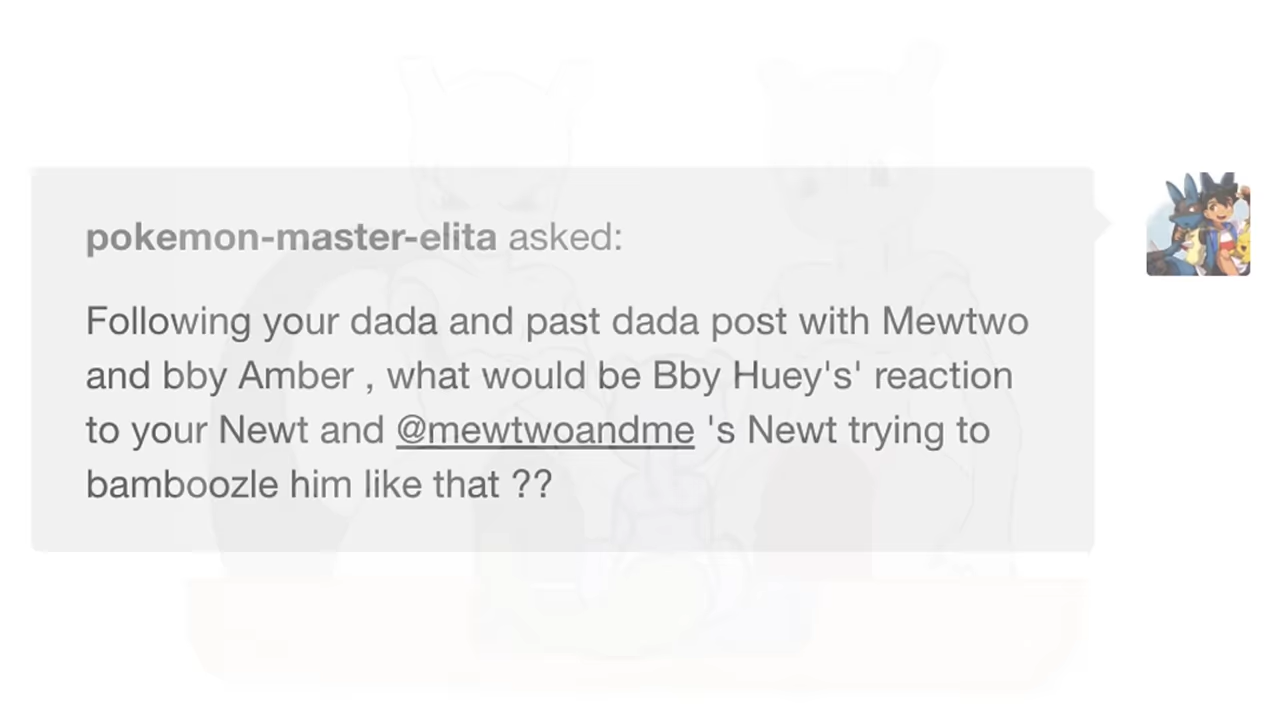 pokemon-master-elita asked:
Following your dada and past dada post with Mewtwo
and bby Amber , what would be Bby Huey's' reaction
to your Newt and @mewtwoandme 's Newt trying to
bamboozle him like that ??